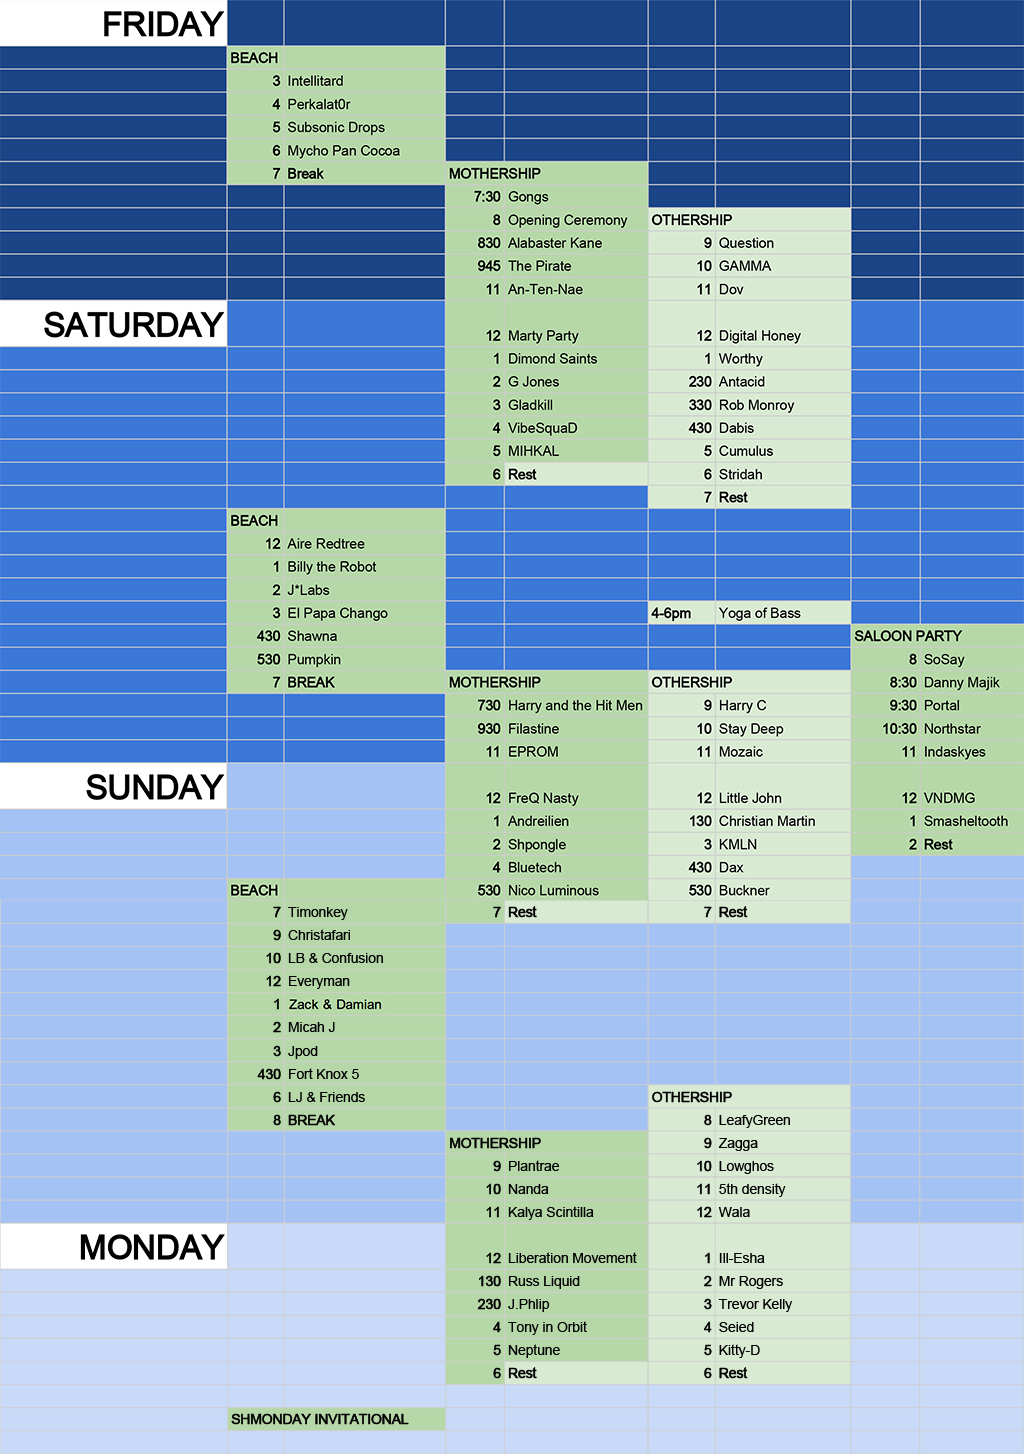 FRIDAY
BEACH
3 Intellitard
4 Perkalat0r
5 Subsonic Drops
6 Mycho Pan Cocoa
7 Break
MOTHERSHIP
7:30 Gongs
8 Opening Ceremony
830 Alabaster Kane
945 The Pirate
11 An-Ten-Nae
OTHERSHIP
9 Question
10 GAMMA
11 Dov
SATURDAY
12 Marty Party
1 Dimond Saints
2 G Jones
3 Gladkill
4 VibeSquaD
5 MIHKAL
6 Rest
12 Digital Honey
1 Worthy
230 Antacid
330 Rob Monroy
430 Dabis
5 Cumulus
6 Stridah
7 Rest
BEACH
12 Aire Redtree
1 Billy the Robot
2 J*Labs
3 El Papa Chango
430 Shawna
530 Pumpkin
7 BREAK
4-6pm Yoga of Bass
MOTHERSHIP
730 Harry and the Hit Men
930 Filastine
11 EPROM
OTHERSHIP
9 Harry C
10 Stay Deep
11 Mozaic
SALOON PARTY
8 SoSay
8:30 Danny Majik
9:30 Portal
10:30 Northstar
11 Indaskyes
SUNDAY
12 FreQ Nasty
1 Andreilien
2 Shpongle
4 Bluetech
530 Nico Luminous
7 Rest
12 Little John
130 Christian Martin
3 KMLN
430 Dax
530 Buckner
7 Rest
12 VNDMG
1 Smasheltooth
2 Rest
BEACH
7 Timonkey
9 Christafari
10 LB & Confusion
12 Everyman
1 Zack & Damian
2 Micah J
3 Jpod
430 Fort Knox 5
6 LJ & Friends
8 BREAK
MOTHERSHIP
9 Plantrae
10 Nanda
11 Kalya Scintilla
OTHERSHIP
8 LeafyGreen
9 Zagga
10 Lowghos
11 5th density
12 Wala
MONDAY
12 Liberation Movement
130 Russ Liquid
230 J.Phlip
4 Tony in Orbit
5 Neptune
6 Rest
1 Ill-Esha
2 Mr Rogers
3 Trevor Kelly
4 Seied
5 Kitty-D
6 Rest
SHMONDAY INVITATIONAL